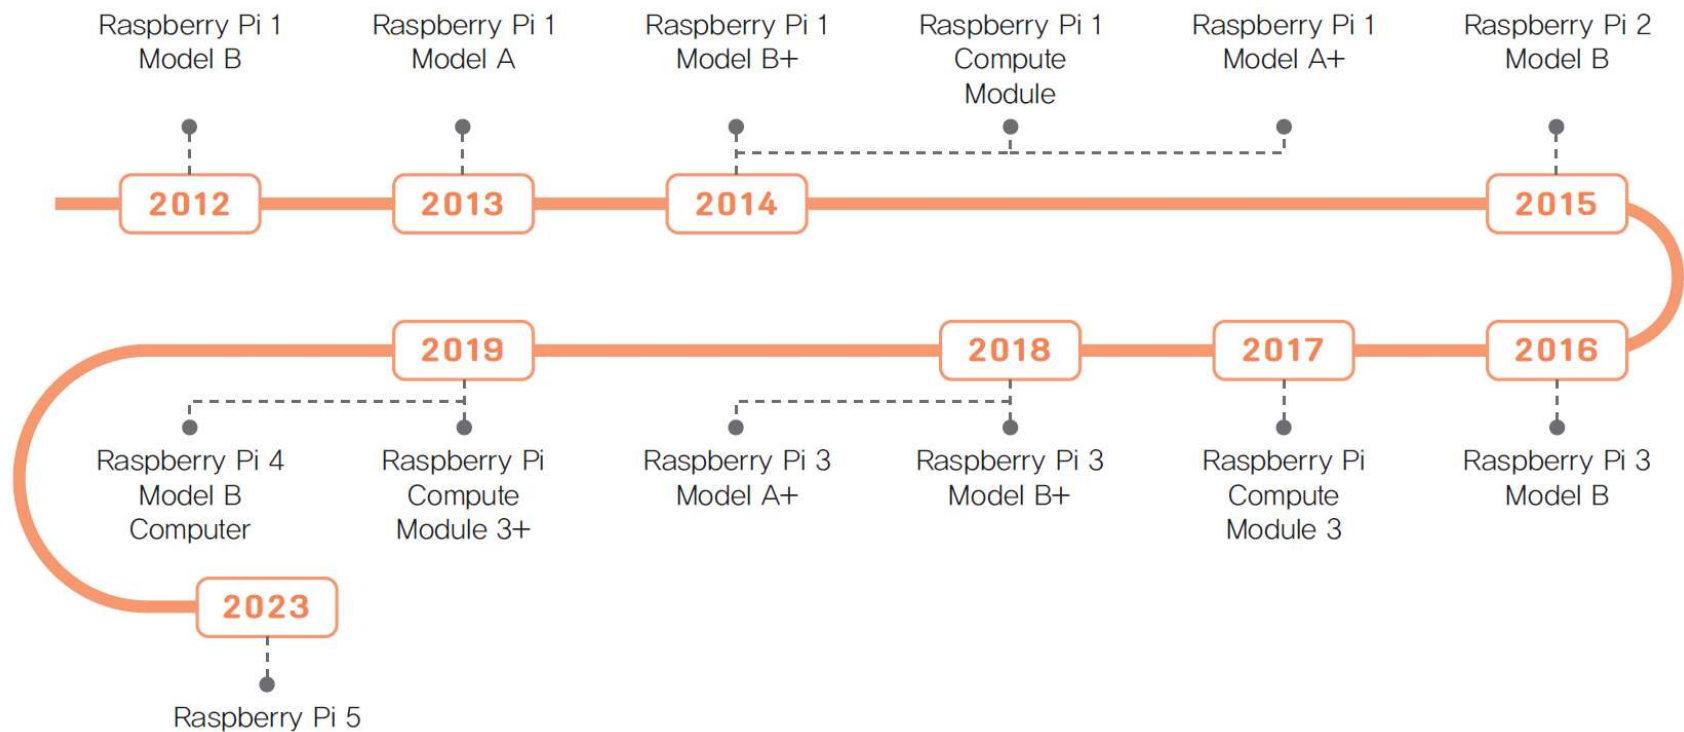 Raspberry Pi 1
Model B
Raspberry Pi 1
Model A
Raspberry Pi 1
Model B+
Raspberry Pi 1
Compute
Module
Raspberry Pi 1
Model A+
Raspberry Pi 2
Model B
2012
2013
2014
2015
2019
2018
2017
2016
Raspberry Pi 4
Model B
Computer
Raspberry Pi
Compute
Module 3+
Raspberry Pi 3
Model A+
Raspberry Pi 3
Model B+
Raspberry Pi
Compute
Module 3
Raspberry Pi 3
Model B
2023
Raspberry Pi 5